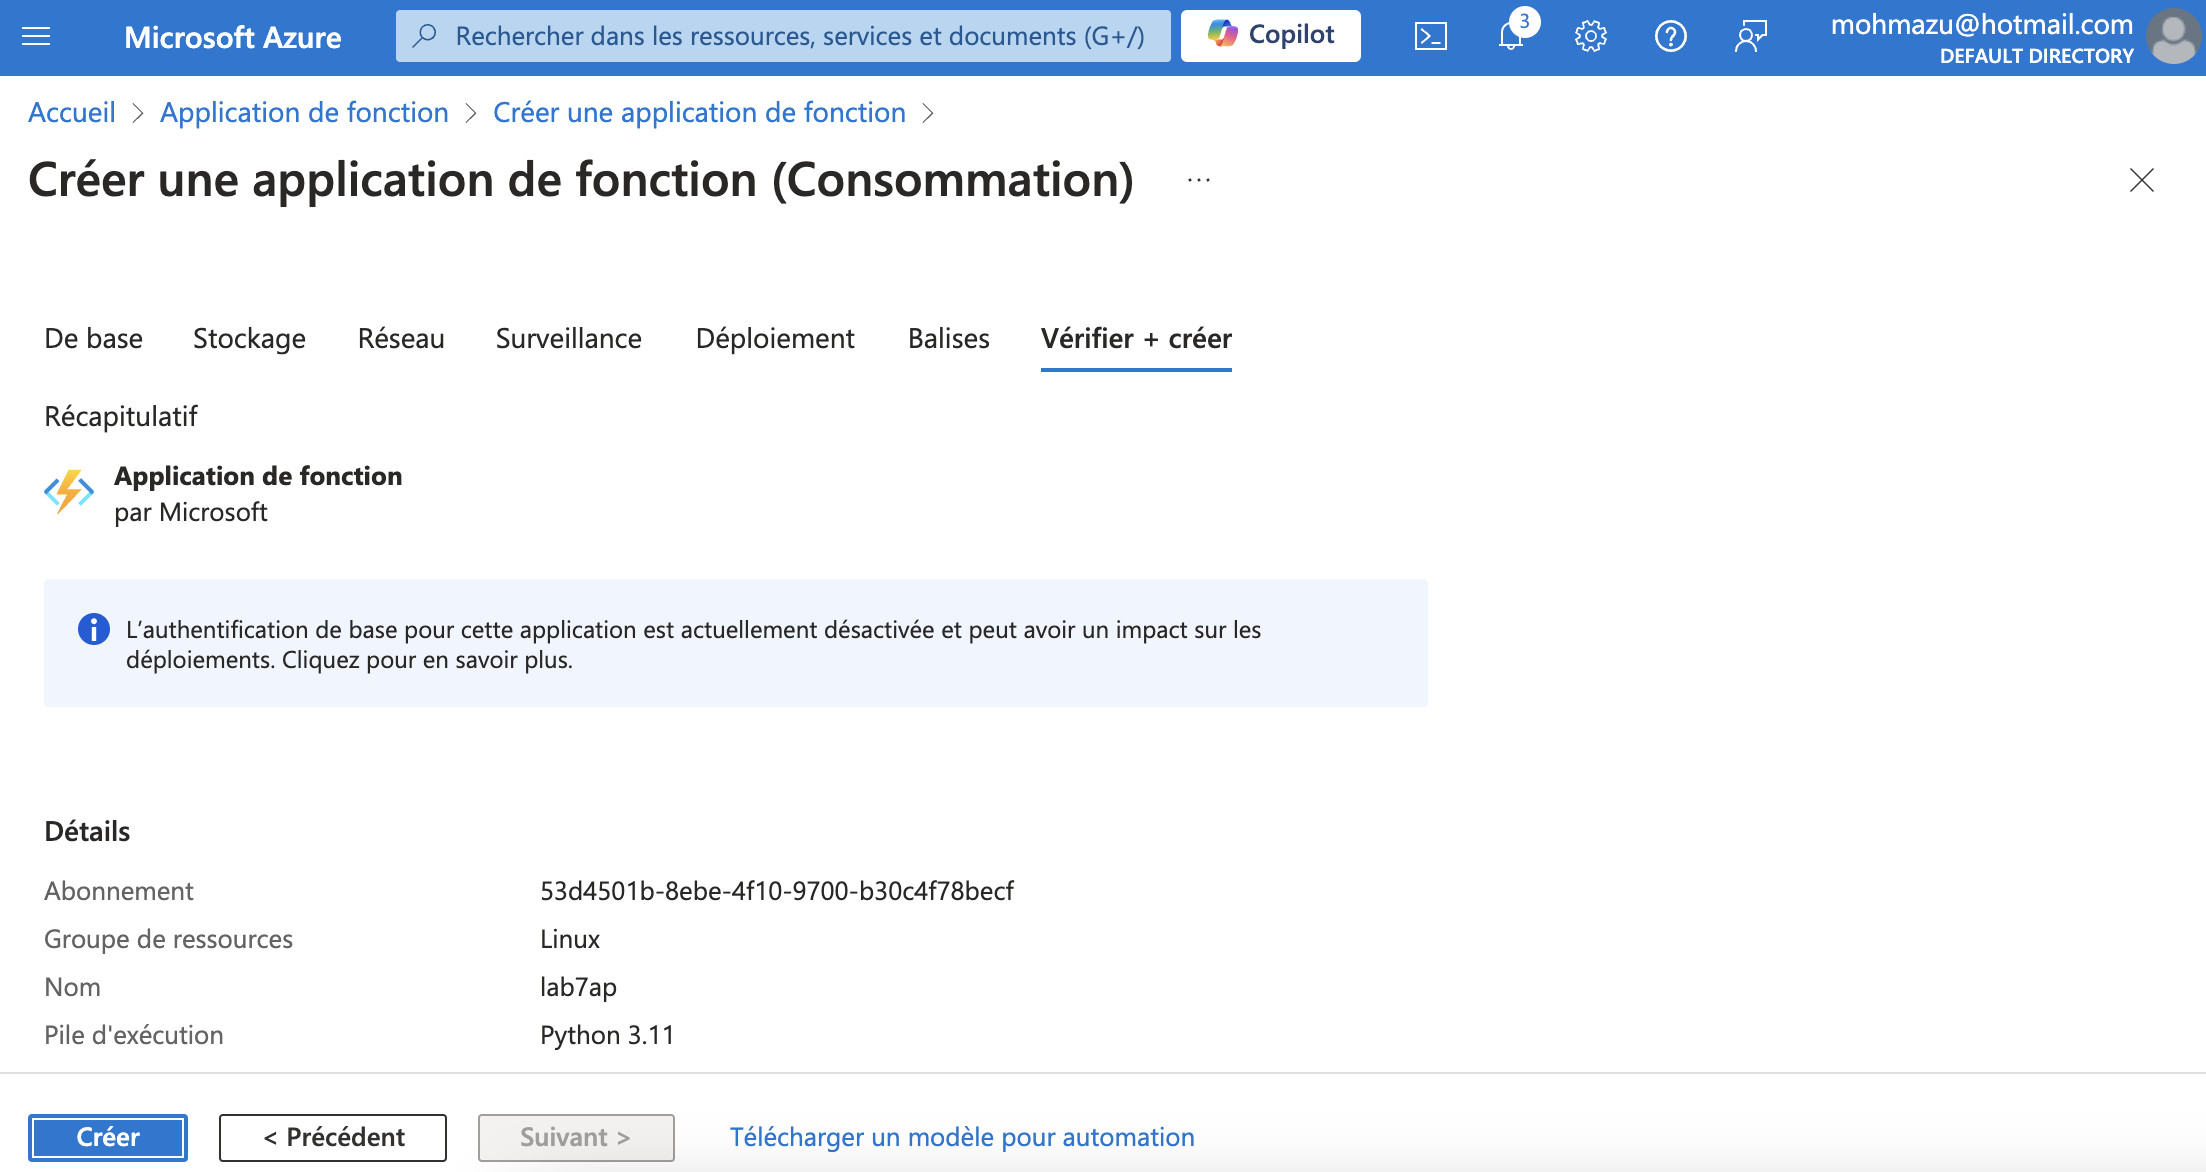 Microsoft Azure
Rechercher dans les ressources, services et documents (G+/)
Copilot
3
mohmazu@hotmail.com
DEFAULT DIRECTORY
Accueil > Application de fonction > Créer une application de fonction >
Créer une application de fonction (Consommation) ...
De base Stockage Réseau Surveillance Déploiement Balises Vérifier + créer
Récapitulatif
Application de fonction
par Microsoft
L’authentification de base pour cette application est actuellement désactivée et peut avoir un impact sur les
déploiements. Cliquez pour en savoir plus.
Détails
Abonnement 53d4501b-8ebe-4f10-9700-b30c4f78becf
Groupe de ressources Linux
Nom lab7ap
Pile d'exécution Python 3.11
Créer < Précédent Suivant > Télécharger un modèle pour automation